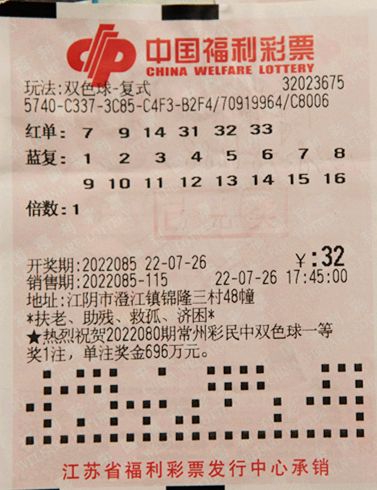 中国福利彩票
CHINA WELFARE LOTTERY
玩法:双色球-复式 32023675
5740-C337-3C85-C4F3-B2F4/70919964/C8006
红单: 7 9 14 31 32 33
蓝复: 1 2 3 4 5 6 7 8
9 10 11 12 13 14 15 16
倍数:1
开奖期:2022085 22-07-26 ¥:32
销售期:2022085-115 22-07-26 17:45:00
地址:江阴市澄江镇锦隆三村48幢
*扶老、助残、救孤、济困*
★热烈祝贺2022080期常州彩民中双色球一等
奖1注,单注奖金696万元。
江苏省福利彩票发行中心承销